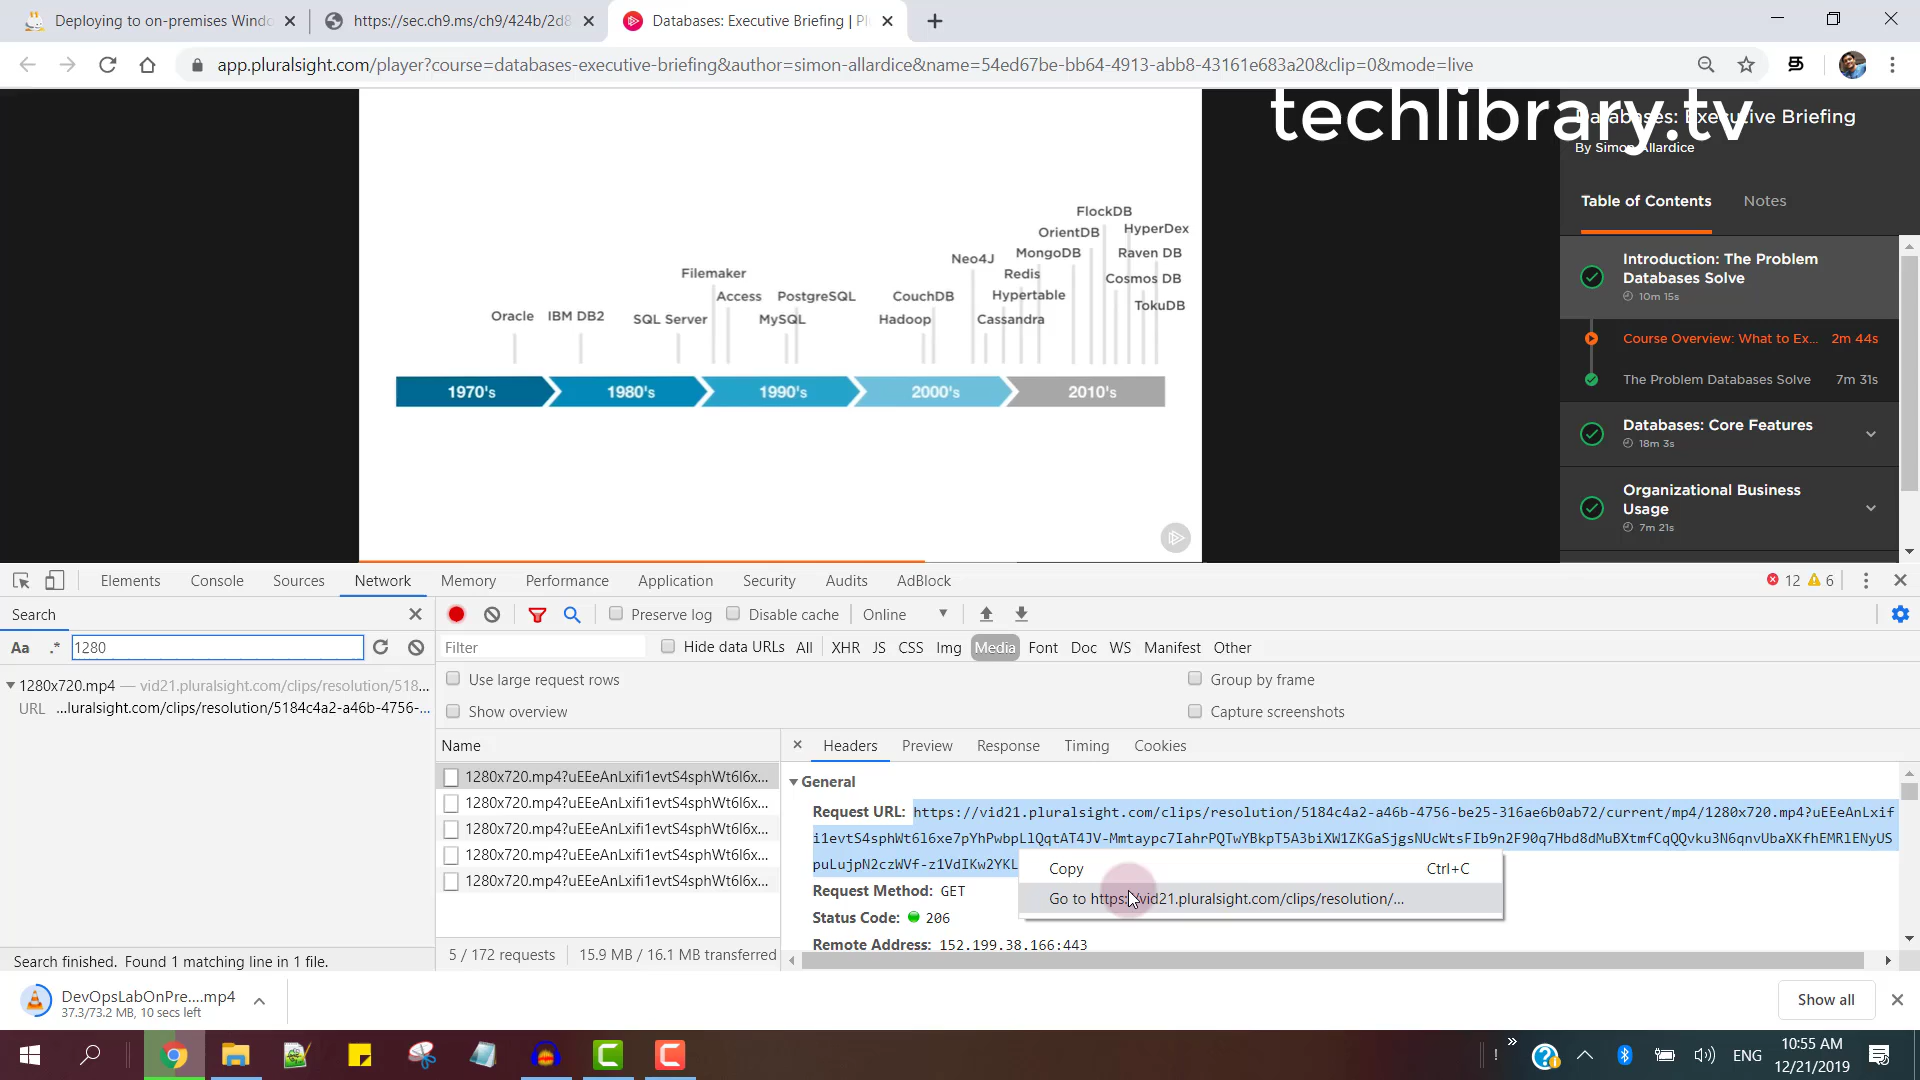 Deploying to on-premises Windo
https://sec.ch9.ms/ch9/424b/2d8
Databases: Executive Briefing | Pl
app.pluralsight.com/player?course=databases-executive-briefing&author=simon-allardice&name=54ed67be-bb64-4913-abb8-43161e683a20&clip=0&mode=live
techlibrary.tv
Databases: Executive Briefing
By Simon Allardice
Table of Contents Notes
Introduction: The Problem
Databases Solve
10m 15s
Course Overview: What to Ex... 2m 44s
The Problem Databases Solve 7m 31s
Databases: Core Features
18m 3s
Organizational Business
Usage
7m 21s
FlockDB
OrientDB HyperDex
Neo4J MongoDB Raven DB
Filemaker Redis Cosmos DB
Access PostgreSQL CouchDB Hypertable TokuDB
Oracle IBM DB2 SQL Server MySQL Hadoop Cassandra
1970's 1980's 1990's 2000's 2010's
Elements Console Sources Network Memory Performance Application Security Audits AdBlock 12 6
Search
Preserve log Disable cache Online
Aa .* 1280
Filter Hide data URLs All XHR JS CSS Img Media Font Doc WS Manifest Other
1280x720.mp4 — vid21.pluralsight.com/clips/resolution/518...
URL ...luralsight.com/clips/resolution/5184c4a2-a46b-4756-...
Use large request rows Group by frame
Show overview Capture screenshots
Name
Headers Preview Response Timing Cookies
1280x720.mp4?uEEeAnLxifi1evtS4sphWt6l6x...
1280x720.mp4?uEEeAnLxifi1evtS4sphWt6l6x...
1280x720.mp4?uEEeAnLxifi1evtS4sphWt6l6x...
1280x720.mp4?uEEeAnLxifi1evtS4sphWt6l6x...
1280x720.mp4?uEEeAnLxifi1evtS4sphWt6l6x...
General
Request URL: https://vid21.pluralsight.com/clips/resolution/5184c4a2-a46b-4756-be25-316ae6b0ab72/current/mp4/1280x720.mp4?uEEeAnLxif
i1evtS4sphWt6l6xe7pYhPwbpLlQqtAT4JV-Mmtaypc7IahrPQTwYBkpT5A3biXW1ZKGaSjgsNUcWtsFIb9n2F90q7Hbd8dMuBXtmfCqQQvku3N6qnvUbaXKfhEMRlENyUS
puLujpN2czWVf-z1VdIKw2YKL
Copy Ctrl+C
Go to https://vid21.pluralsight.com/clips/resolution/...
Request Method: GET
Status Code: 206
Remote Address: 152.199.38.166:443
Search finished. Found 1 matching line in 1 file.
5 / 172 requests 15.9 MB / 16.1 MB transferred
DevOpsLabOnPre....mp4
37.3/73.2 MB, 10 secs left
Show all
ENG
10:55 AM
12/21/2019